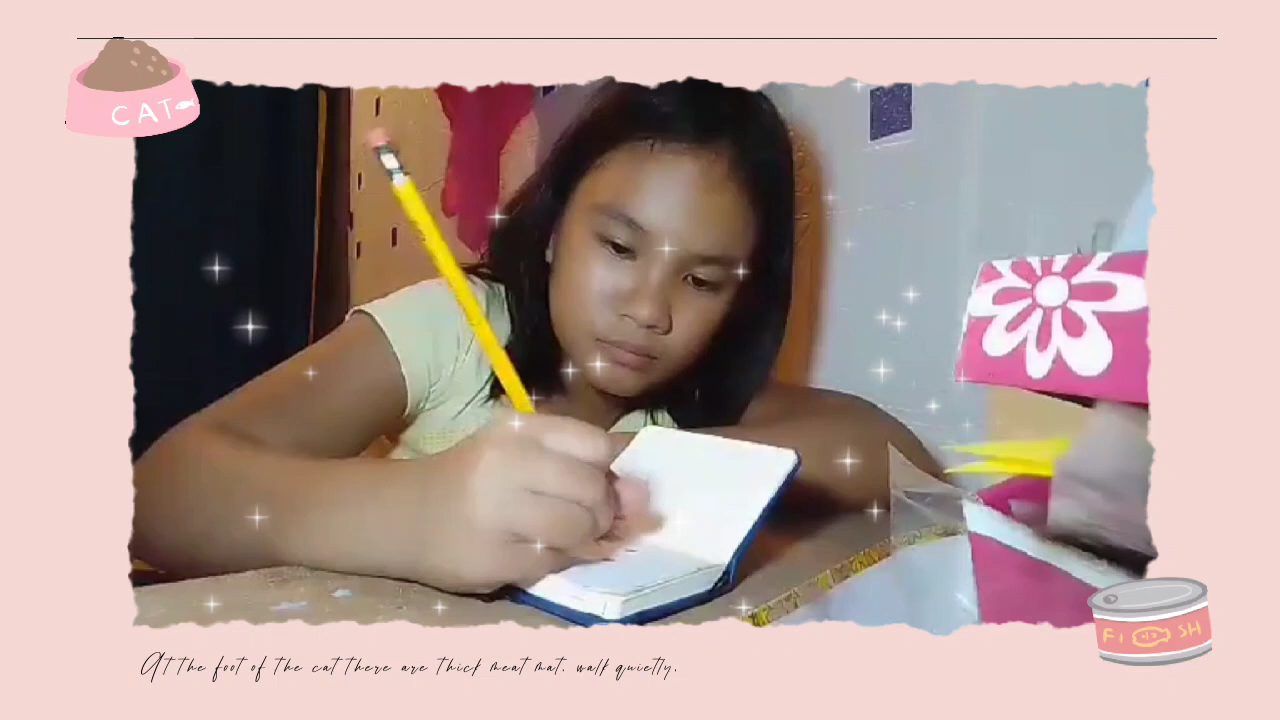 CAT
At the foot of the cat there are thick meat mat. walk quietly.
FISH